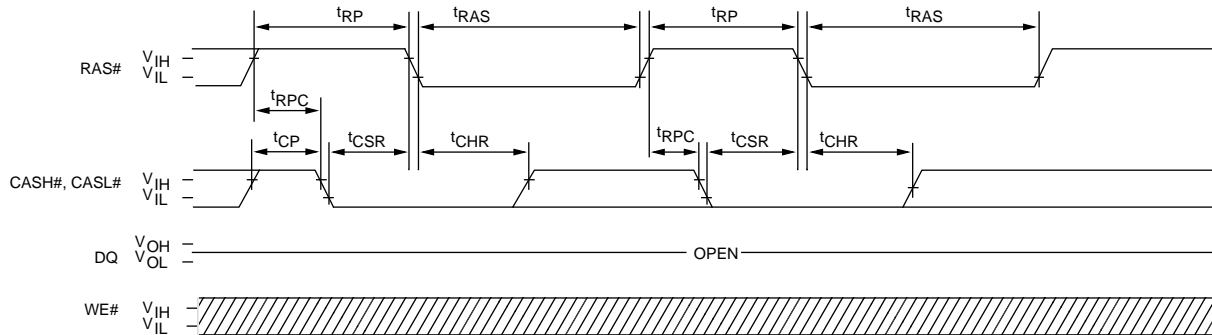 tRP tRAS tRP tRAS
RAS# VIH
VIL
tRPC
tCP tCSR tCHR tRPC tCSR tCHR
CASH#, CASL# VIH
VIL
DQ VOH
VOL
OPEN
WE# VIH
VIL